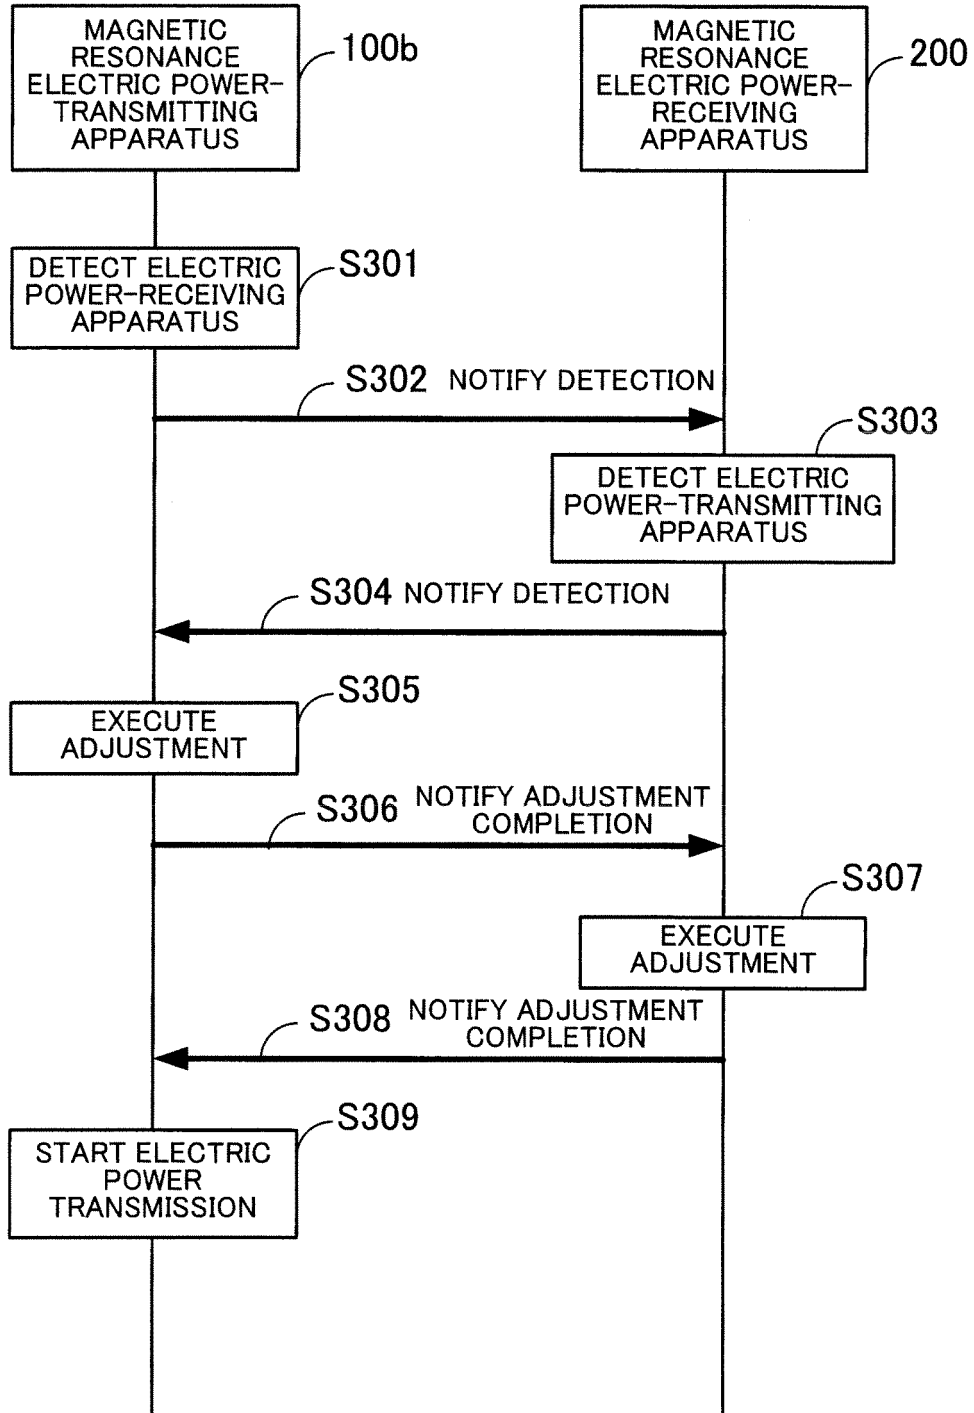 MAGNETIC
RESONANCE
ELECTRIC POWER-
TRANSMITTING
APPARATUS
100b
MAGNETIC
RESONANCE
ELECTRIC POWER-
RECEIVING
APPARATUS
200
DETECT ELECTRIC
POWER-RECEIVING
APPARATUS
S301
S302 NOTIFY DETECTION
S303
DETECT ELECTRIC
POWER-TRANSMITTING
APPARATUS
S304 NOTIFY DETECTION
S305
EXECUTE
ADJUSTMENT
S306
NOTIFY ADJUSTMENT
COMPLETION
S307
EXECUTE
ADJUSTMENT
S308
NOTIFY ADJUSTMENT
COMPLETION
S309
START ELECTRIC
POWER
TRANSMISSION